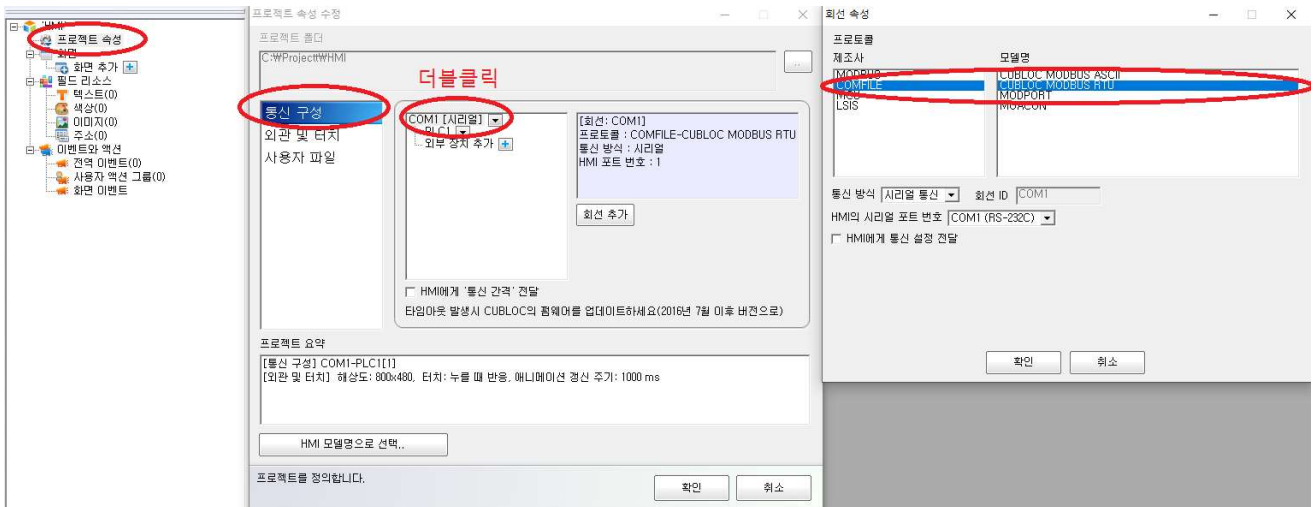 'HMI'
프로젝트 속성
화면
화면 추가
필드 리소스
텍스트(0)
색상(0)
이미지(0)
주소(0)
이벤트와 액션
전역 이벤트(0)
사용자 액션 그룹(0)
화면 이벤트
프로젝트 속성 수정
프로젝트 폴더
C:₩Project₩HMI
..
더블클릭
통신 구성
외관 및 터치
사용자 파일
COM1 [시리얼]
PLC1
외부 장치 추가
[회선: COM1]
프로토콜 : COMFILE-CUBLOC MODBUS RTU
통신 방식 : 시리얼
HMI 포트 번호 : 1
회선 추가
HMI에게 '통신 간격' 전달
타임아웃 발생시 CUBLOC의 펌웨어를 업데이트하세요(2016년 7월 이후 버전으로)
프로젝트 요약
[통신 구성] COM1-PLC1[1]
[외관 및 터치] 해상도: 800x480, 터치: 누를 때 반응, 애니메이션 갱신 주기: 1000 ms
HMI 모델명으로 선택..
프로젝트를 정의합니다.
확인
취소
회선 속성
프로토콜
제조사
모델명
MODBUS
COMFILE
LSIS
CUBLOC MODBUS ASCII
CUBLOC MODBUS RTU
MODPORT
MOACON
통신 방식
시리얼 통신
회선 ID
COM1
HMI의 시리얼 포트 번호
COM1 (RS-232C)
HMI에게 통신 설정 전달
확인
취소